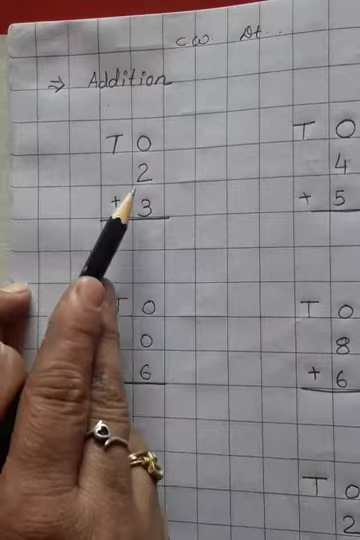 CW. Dt...
⇒ Addition
T O
2
+ 3
T O
4
+ 5
T O
0
6
T O
8
+ 6
T O
2